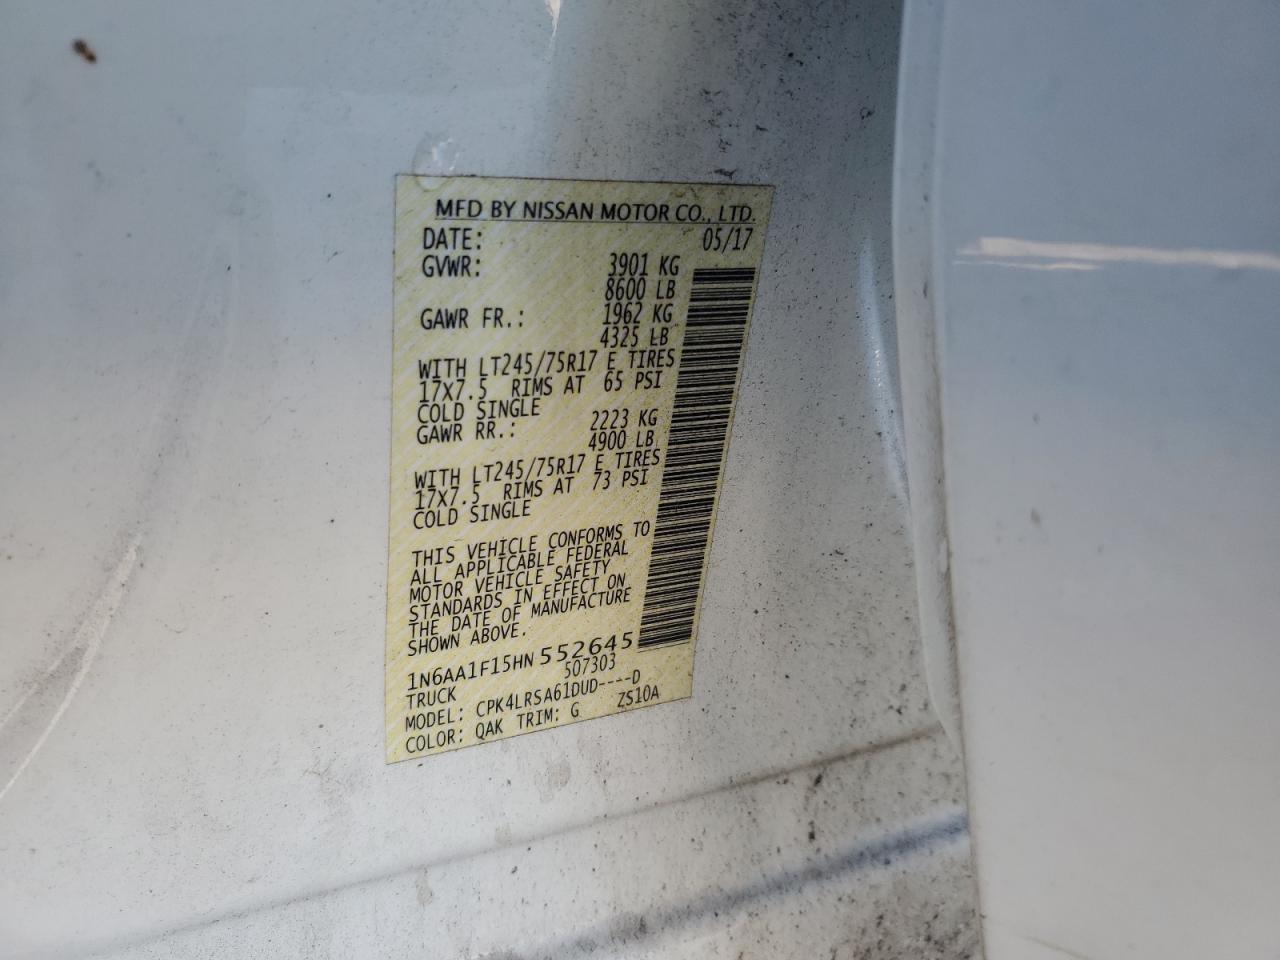 MFD BY NISSAN MOTOR CO., LTD.
DATE: 05/17
GVWR: 3901 KG
8600 LB
GAWR FR.: 1962 KG
4325 LB
WITH LT245/75R17 E TIRES
17X7.5 RIMS AT 65 PSI
COLD SINGLE
GAWR RR.: 2223 KG
4900 LB
WITH LT245/75R17 E TIRES
17X7.5 RIMS AT 73 PSI
COLD SINGLE
THIS VEHICLE CONFORMS TO
ALL APPLICABLE FEDERAL
MOTOR VEHICLE SAFETY
STANDARDS IN EFFECT ON
THE DATE OF MANUFACTURE
SHOWN ABOVE.
1N6AA1F15HN 552645
TRUCK 507303
MODEL: CPK4LRSA61DUD----D
COLOR: QAK TRIM: G ZS10A